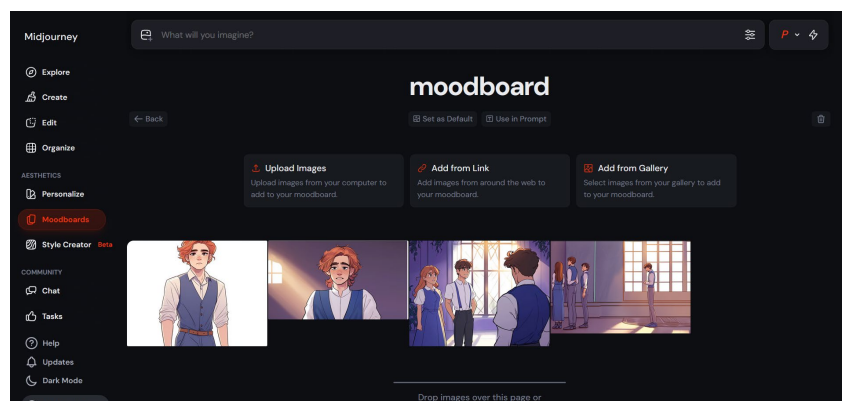 Midjourney
What will you imagine?
P
Explore
Create
Edit
Organize
AESTHETICS
Personalize
Moodboards
Style Creator Beta
COMMUNITY
Chat
Tasks
Help
Updates
Dark Mode
moodboard
← Back
Set as Default
Use in Prompt
Upload Images
Upload images from your computer to
add to your moodboard.
Add from Link
Add images from around the web to
your moodboard.
Add from Gallery
Select images from your gallery to add
to your moodboard.
Drop images over this page or